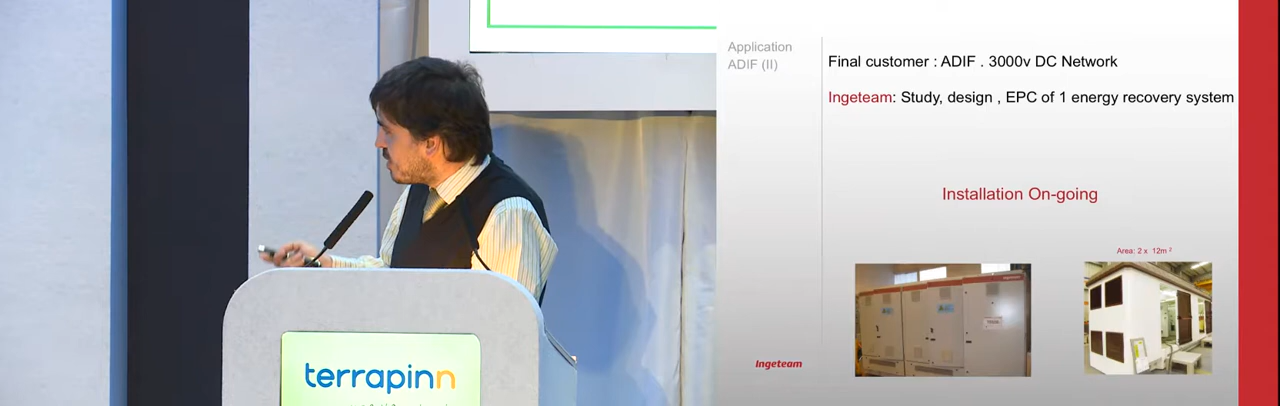 Application
ADIF (II)
Final customer : ADIF . 3000v DC Network
Ingeteam: Study, design , EPC of 1 energy recovery system
Installation On-going
Area: 2 x 12m ²
Ingeteam
terrapinn